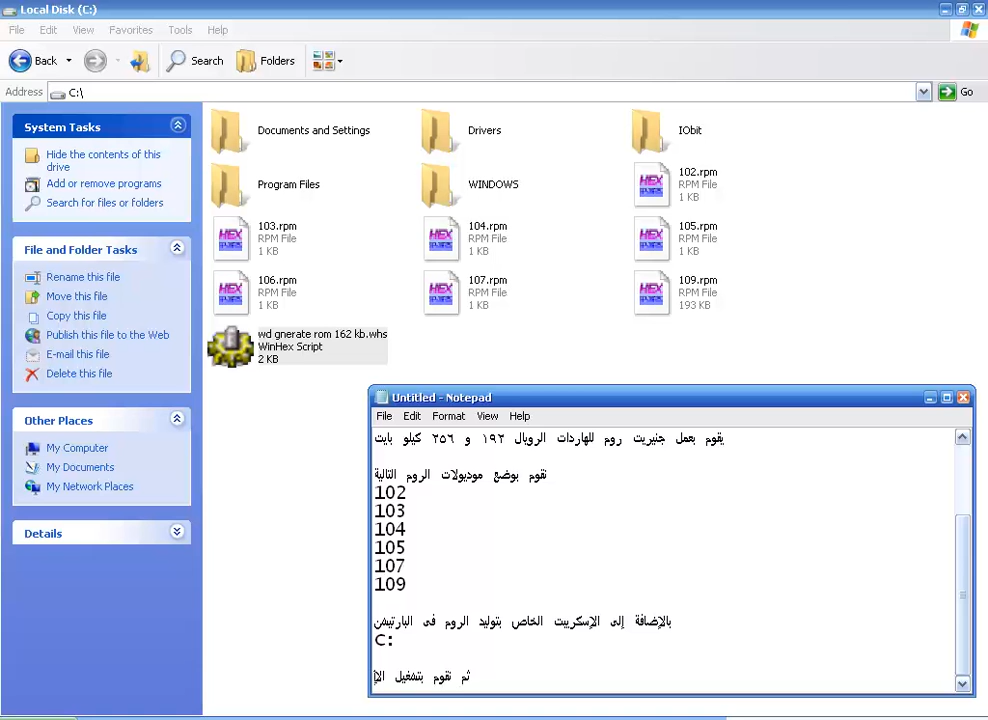 Local Disk (C:)
File Edit View Favorites Tools Help
Back Search Folders
Address C:\ Go
System Tasks
Hide the contents of this
drive
Add or remove programs
Search for files or folders
File and Folder Tasks
Rename this file
Move this file
Copy this file
Publish this file to the Web
E-mail this file
Delete this file
Other Places
My Computer
My Documents
My Network Places
Details
Documents and Settings
Drivers
IObit
Program Files
WINDOWS
102.rpm
RPM File
1 KB
103.rpm
RPM File
1 KB
104.rpm
RPM File
1 KB
105.rpm
RPM File
1 KB
106.rpm
RPM File
1 KB
107.rpm
RPM File
1 KB
109.rpm
RPM File
193 KB
wd gnerate rom 162 kb.whs
WinHex Script
2 KB
Untitled - Notepad
File Edit Format View Help
يقوم بعمل جنيريت روم للهاردات الرويال ١٩٢ و ٢٥٦ كيلو بايت
نقوم بوضع موديولات الروم التالية
102
103
104
105
107
109
بالإضافة إلى الإسكريبت الخاص بتوليد الروم فى البارتيشن
C:
ثم نقوم بتشغيل الإ